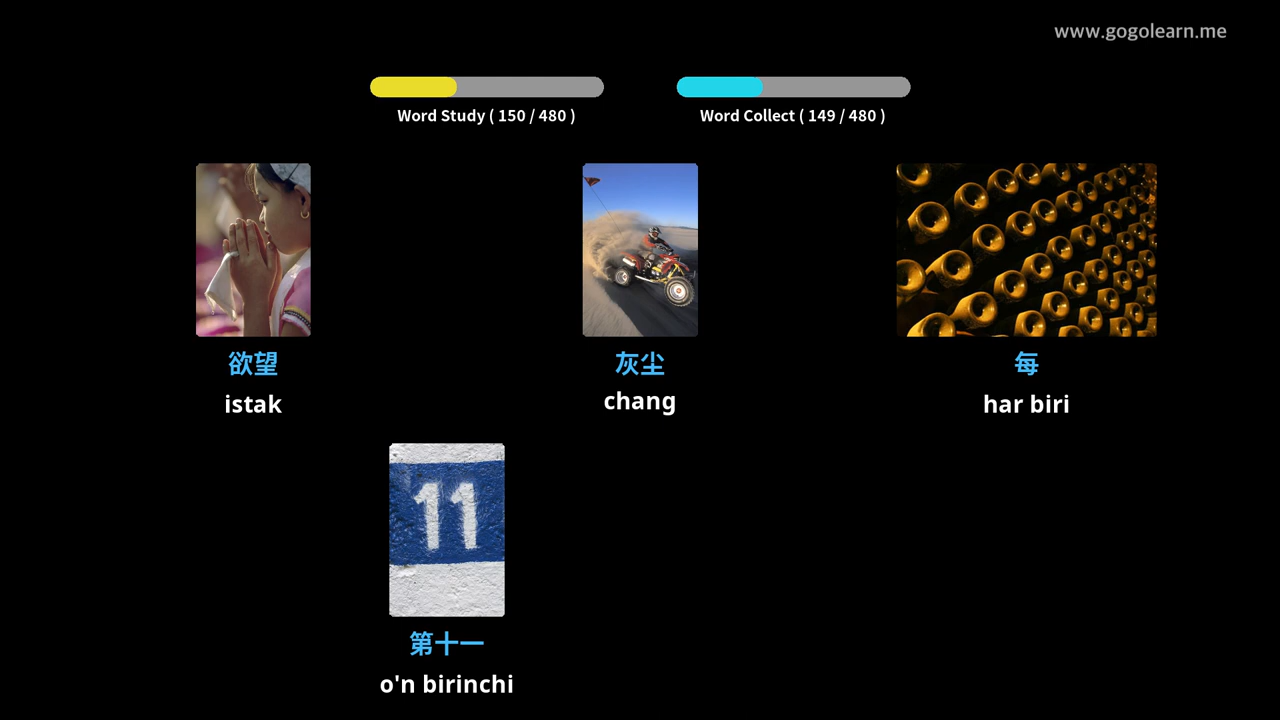 www.gogolearn.me
Word Study ( 150 / 480 )
Word Collect ( 149 / 480 )
欲望
istak
灰尘
chang
每
har biri
11
第十一
o'n birinchi